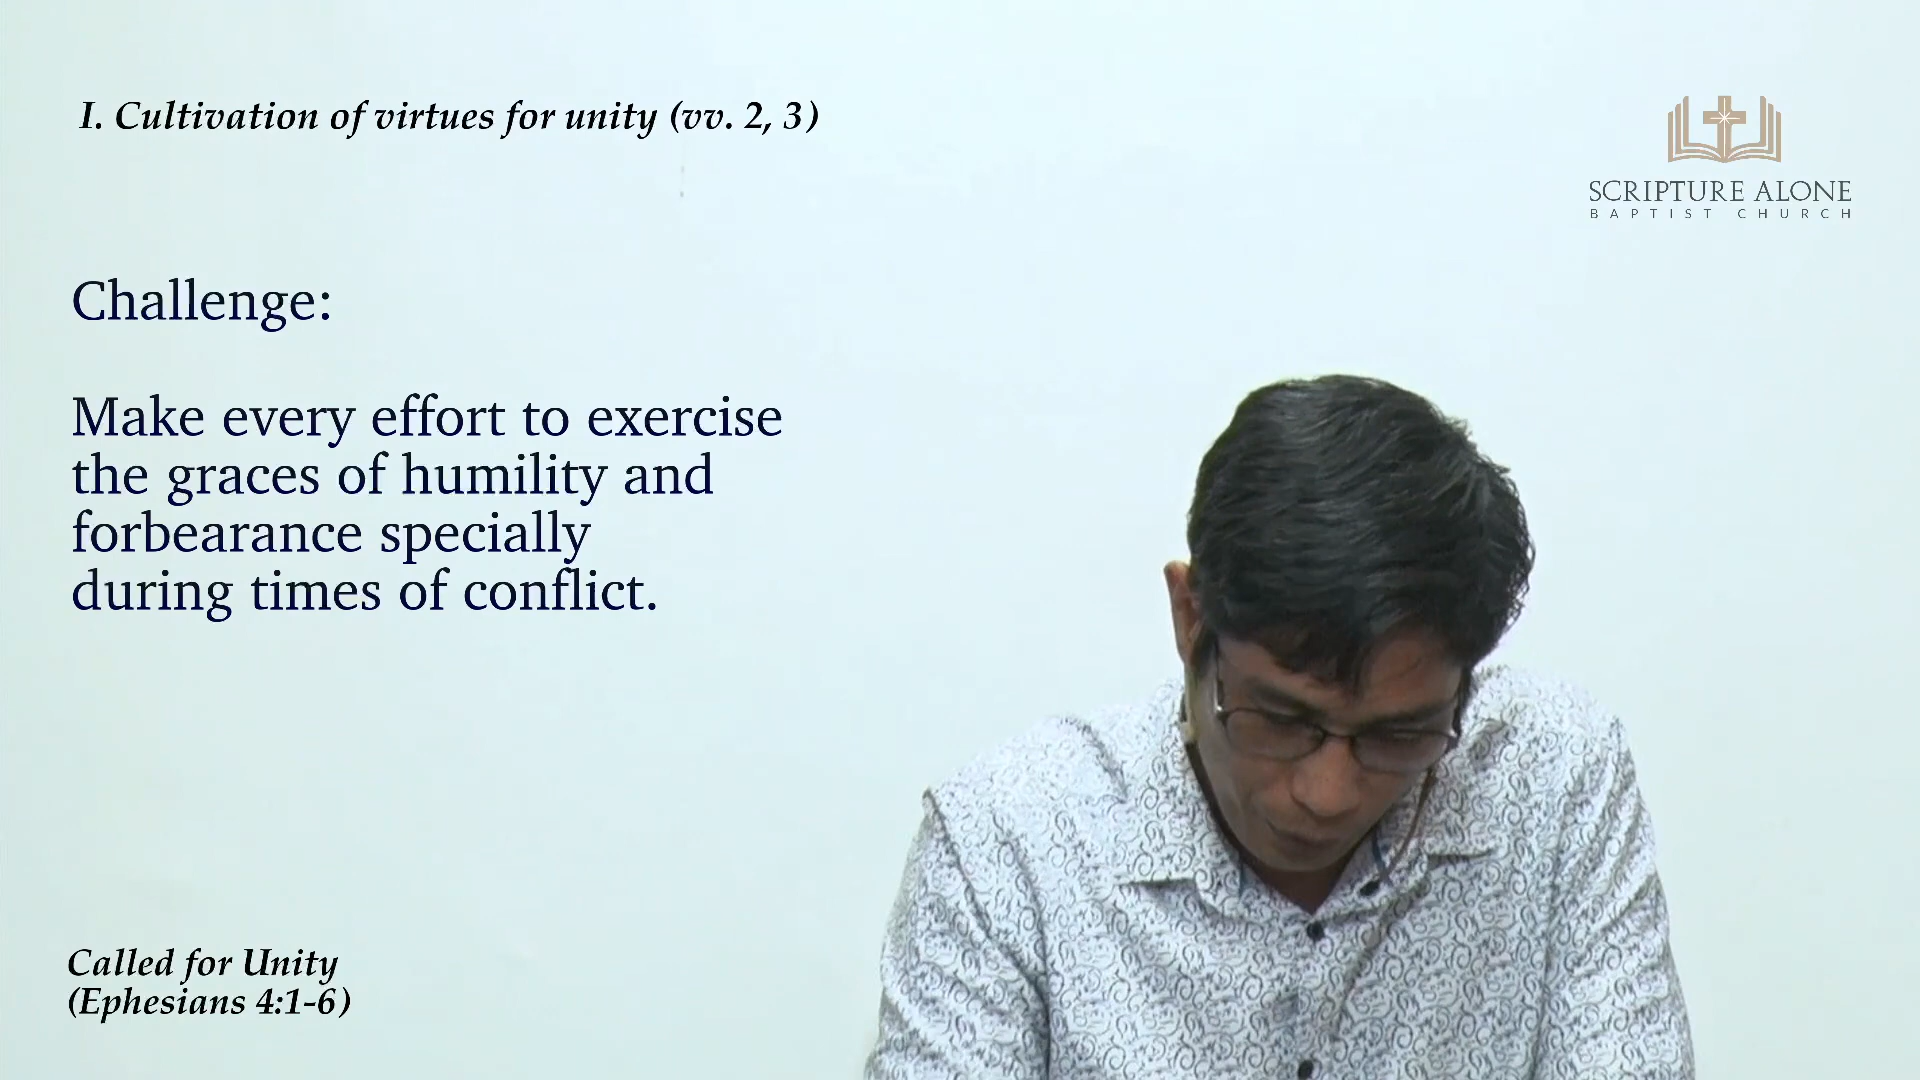 I. Cultivation of virtues for unity (vv. 2, 3)
SCRIPTURE ALONE
BAPTIST CHURCH
Challenge:
Make every effort to exercise
the graces of humility and
forbearance specially
during times of conflict.
Called for Unity
(Ephesians 4:1-6)